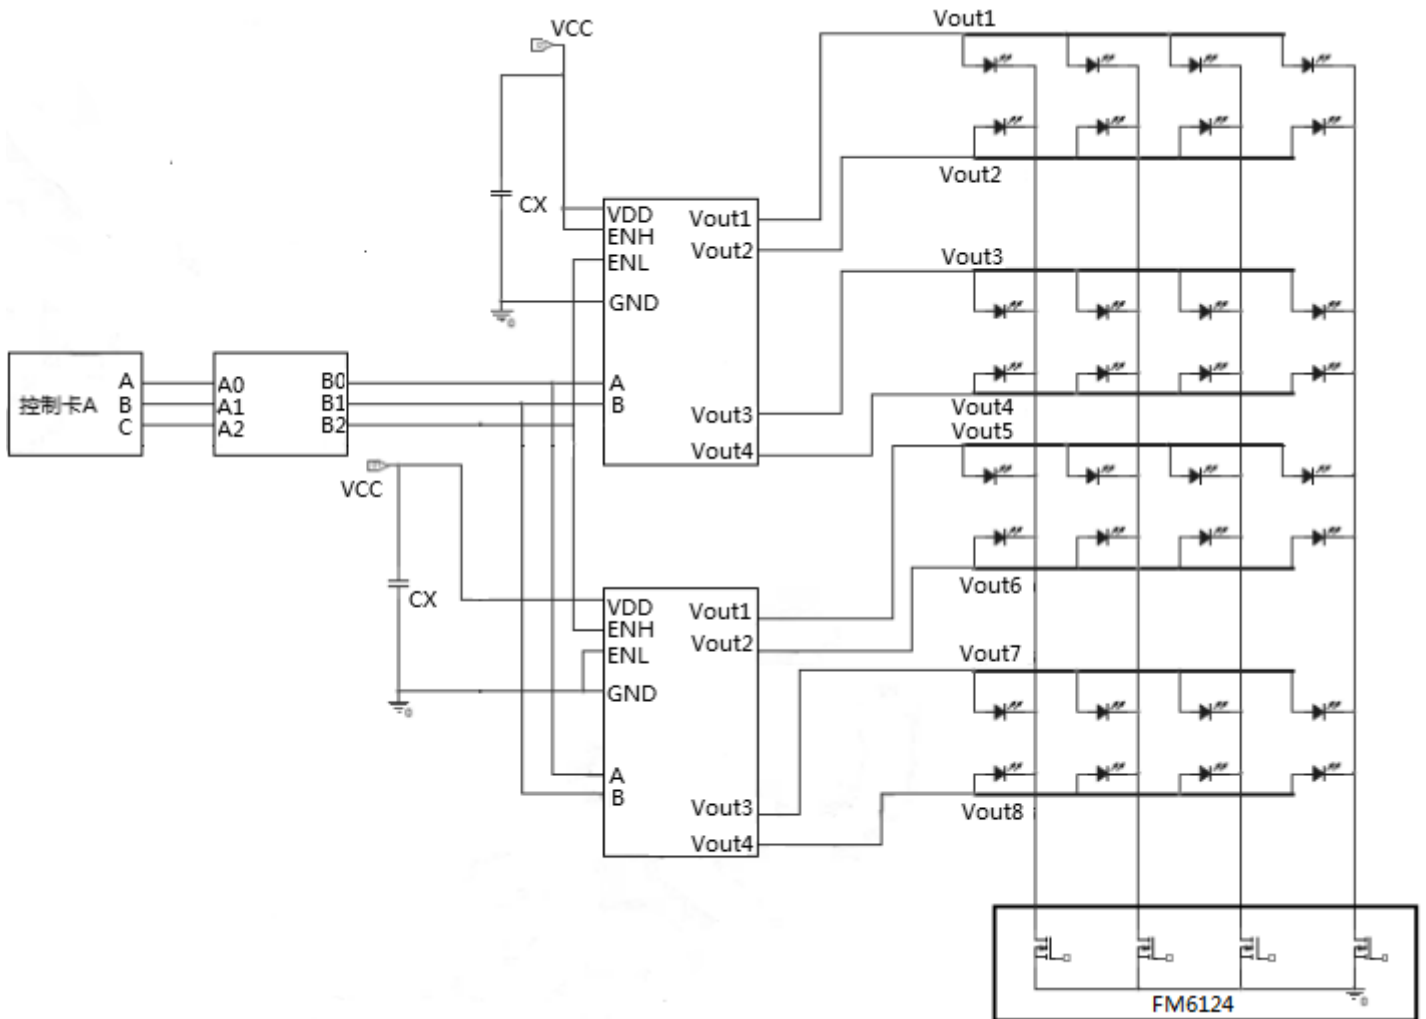 Vout1
VCC
Vout2
CX
VDD
ENH
ENL
GND
A
B
Vout1
Vout2
Vout3
Vout4
Vout3
Vout4
Vout5
控制卡A
A
B
C
A0
A1
A2
B0
B1
B2
VCC
CX
VDD
ENH
ENL
GND
A
B
Vout1
Vout2
Vout3
Vout4
Vout6
Vout7
Vout8
FM6124